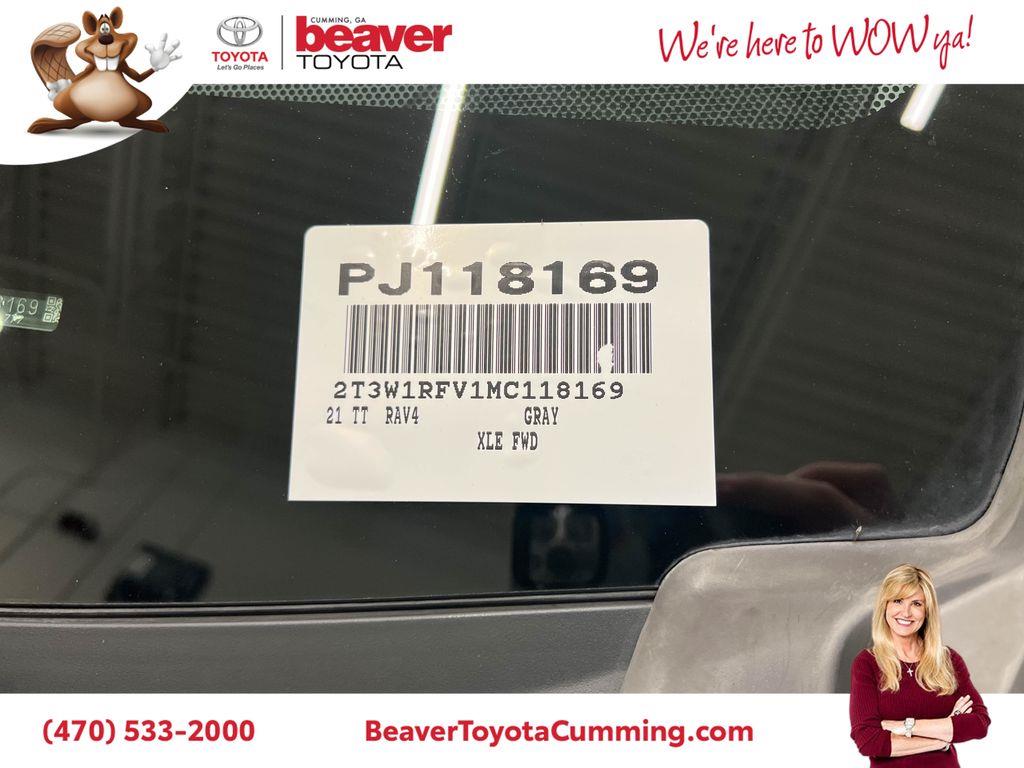 CUMMING, GA
TOYOTA
Let's Go Places
beaver
TOYOTA
We're here to WOW ya!
PJ118169
169
2T3W1RFV1MC118169
21 TT RAV4 GRAY
XLE FWD
(470) 533-2000
BeaverToyotaCumming.com